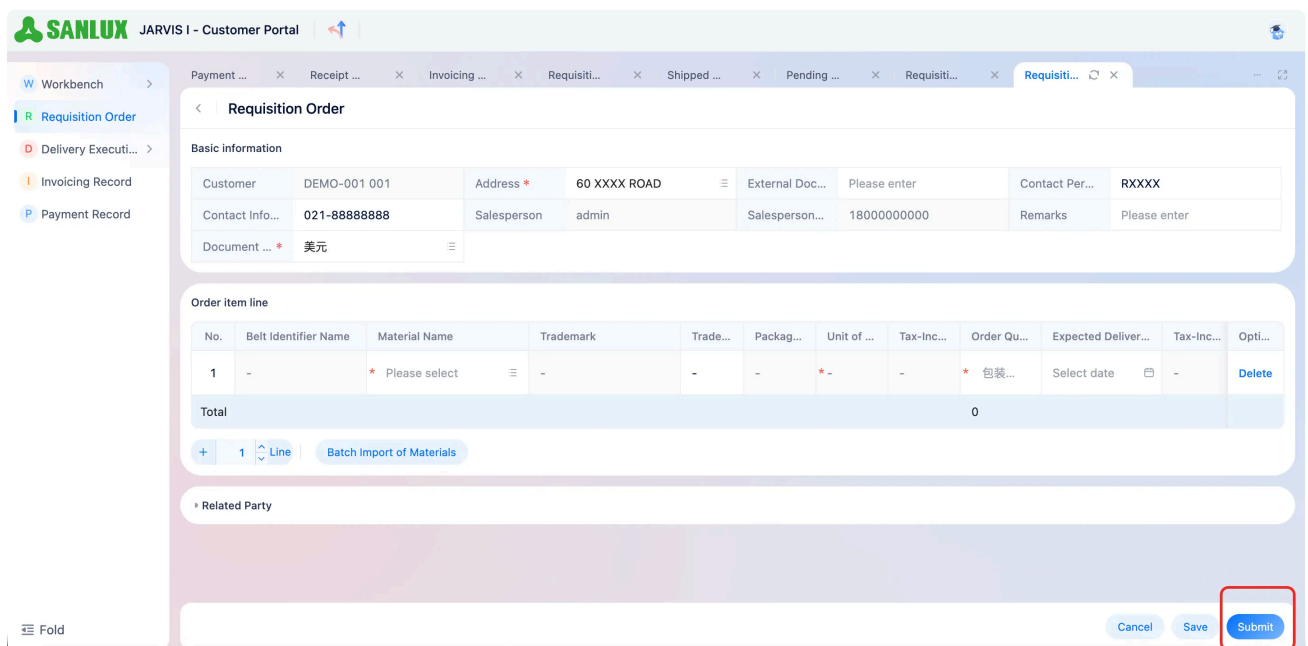 SANLUX JARVIS I - Customer Portal
W Workbench
R Requisition Order
D Delivery Executi...
I Invoicing Record
P Payment Record
Fold
Payment ... Receipt ... Invoicing ... Requisiti... Shipped ... Pending ... Requisiti... Requisiti...
Requisition Order
Basic information
Customer DEMO-001 001 Address * 60 XXXX ROAD External Doc... Please enter Contact Per... RXXXX
Contact Info... 021-88888888 Salesperson admin Salesperson... 18000000000 Remarks Please enter
Document ... * 美元
Order item line
No. Belt Identifier Name Material Name Trademark Trade... Packag... Unit of ... Tax-Inc... Order Qu... Expected Deliver... Tax-Inc... Opti...
1 - * Please select - - - * - - * 包装... Select date - Delete
Total 0
+ 1 Line Batch Import of Materials
Related Party
Cancel Save Submit